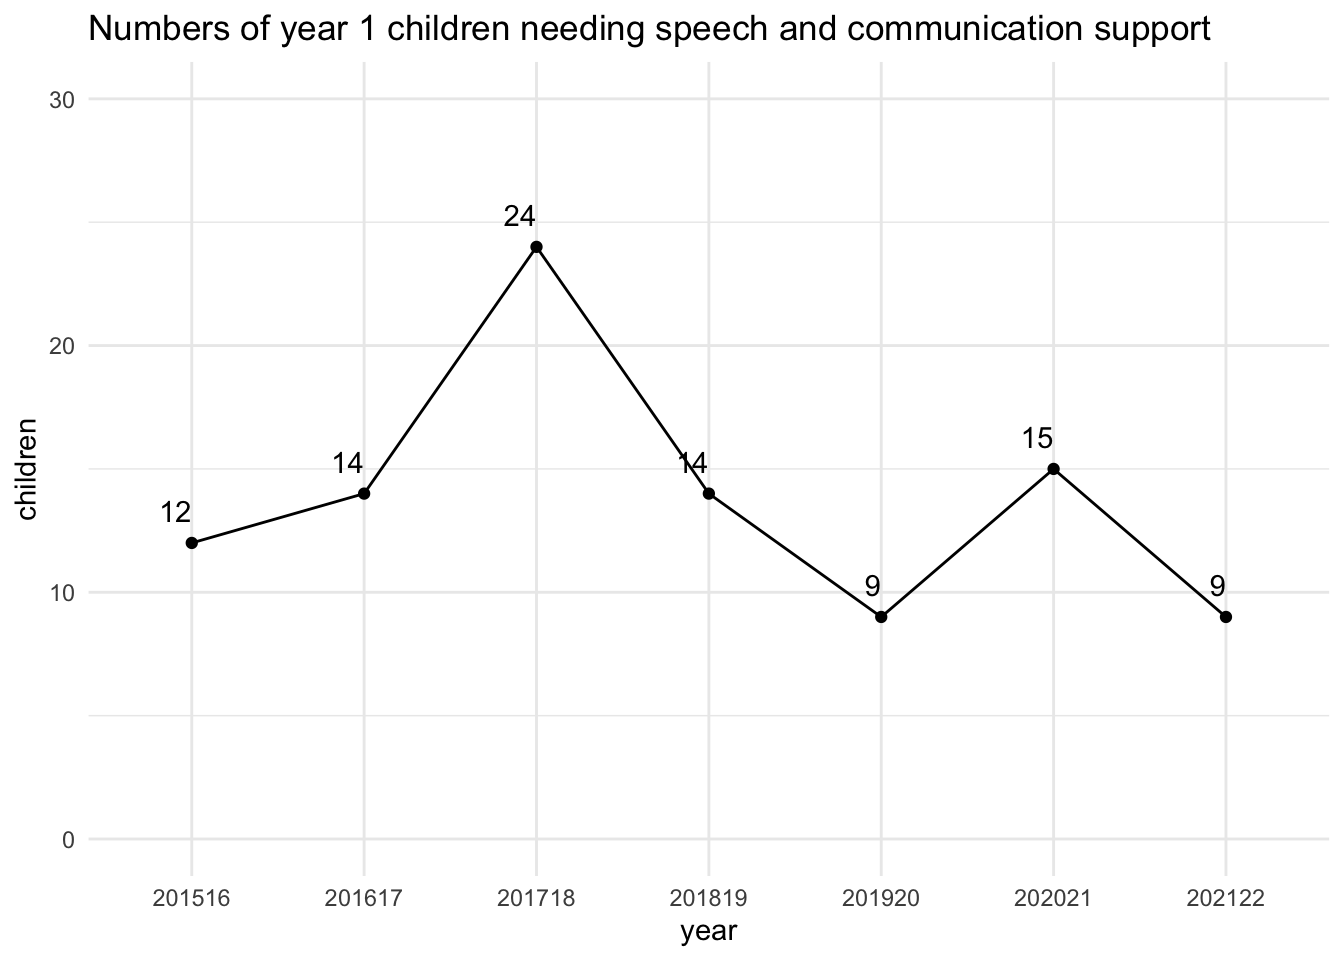 Numbers of year 1 children needing speech and communication support
30
24
20
children
15
14
14
12
10
9
9
0
201516 201617 201718 201819 201920 202021 202122
year